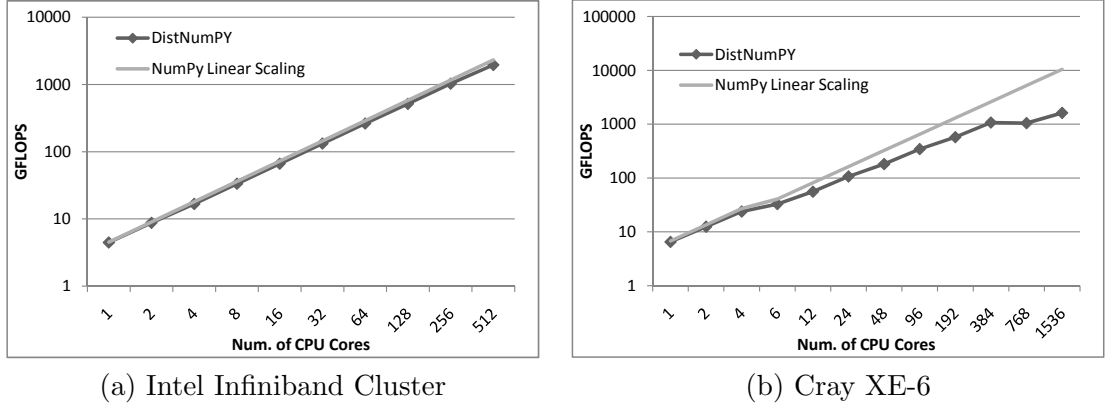 10000
1000
100
10
1
GFLOPS
DistNumPY
NumPy Linear Scaling
1 2 4 8 16 32 64 128 256 512
Num. of CPU Cores
(a) Intel Infiniband Cluster
100000
10000
1000
100
10
1
GFLOPS
DistNumPY
NumPy Linear Scaling
1 2 4 6 12 24 48 96 192 384 768 1536
Num. of CPU Cores
(b) Cray XE-6